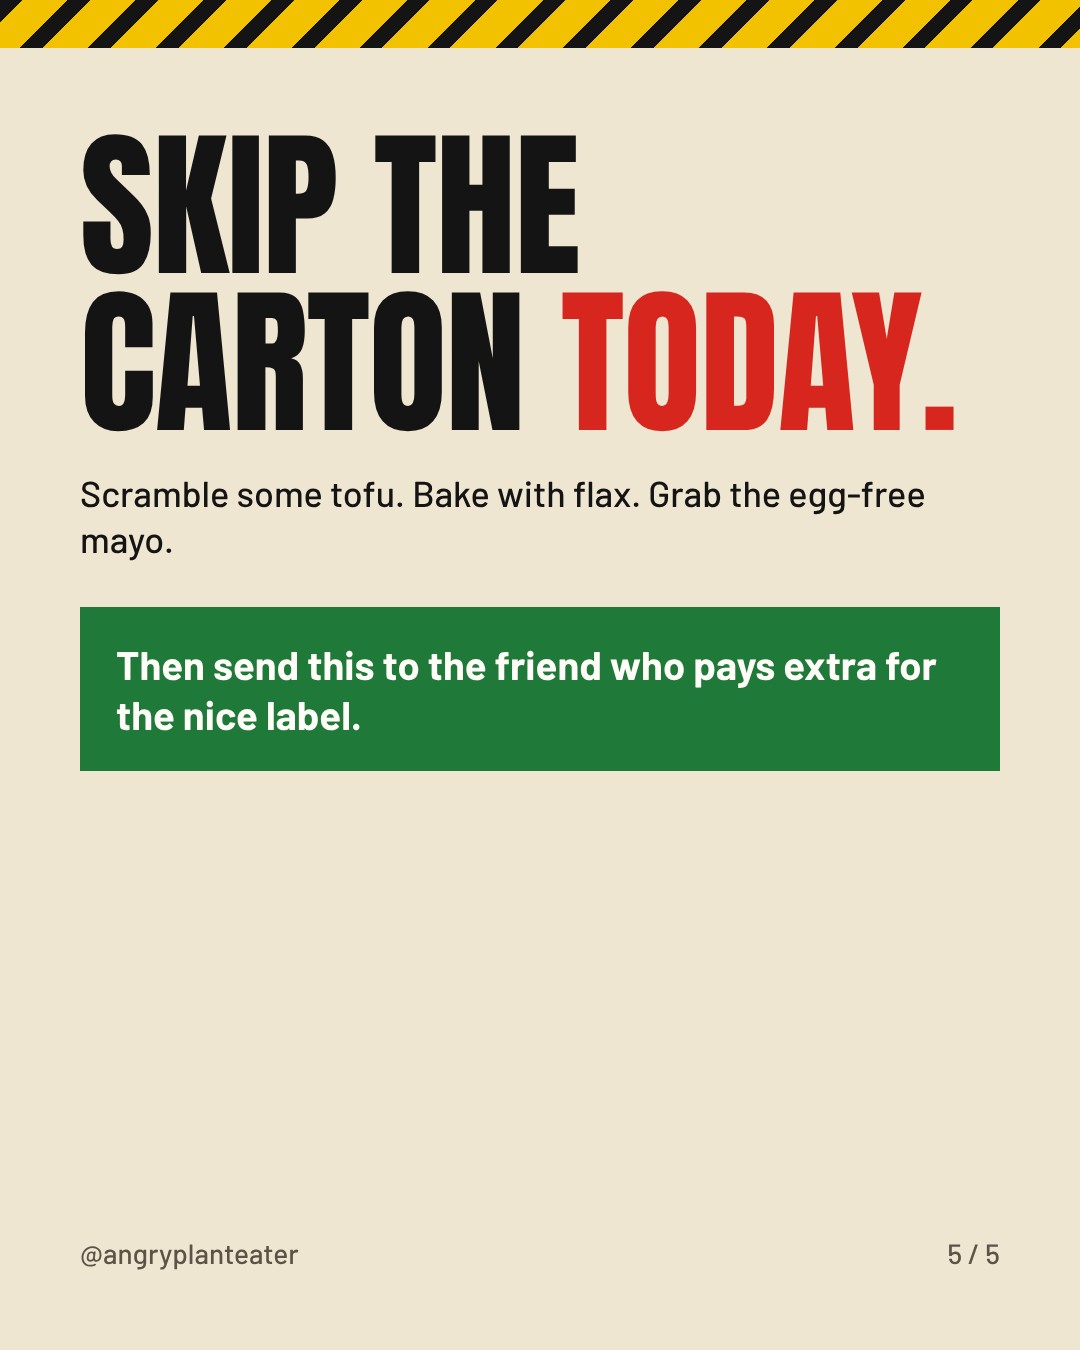 SKIP THE
CARTON TODAY.
Scramble some tofu. Bake with flax. Grab the egg-free
mayo.
Then send this to the friend who pays extra for
the nice label.
@angryplanteater
5 / 5